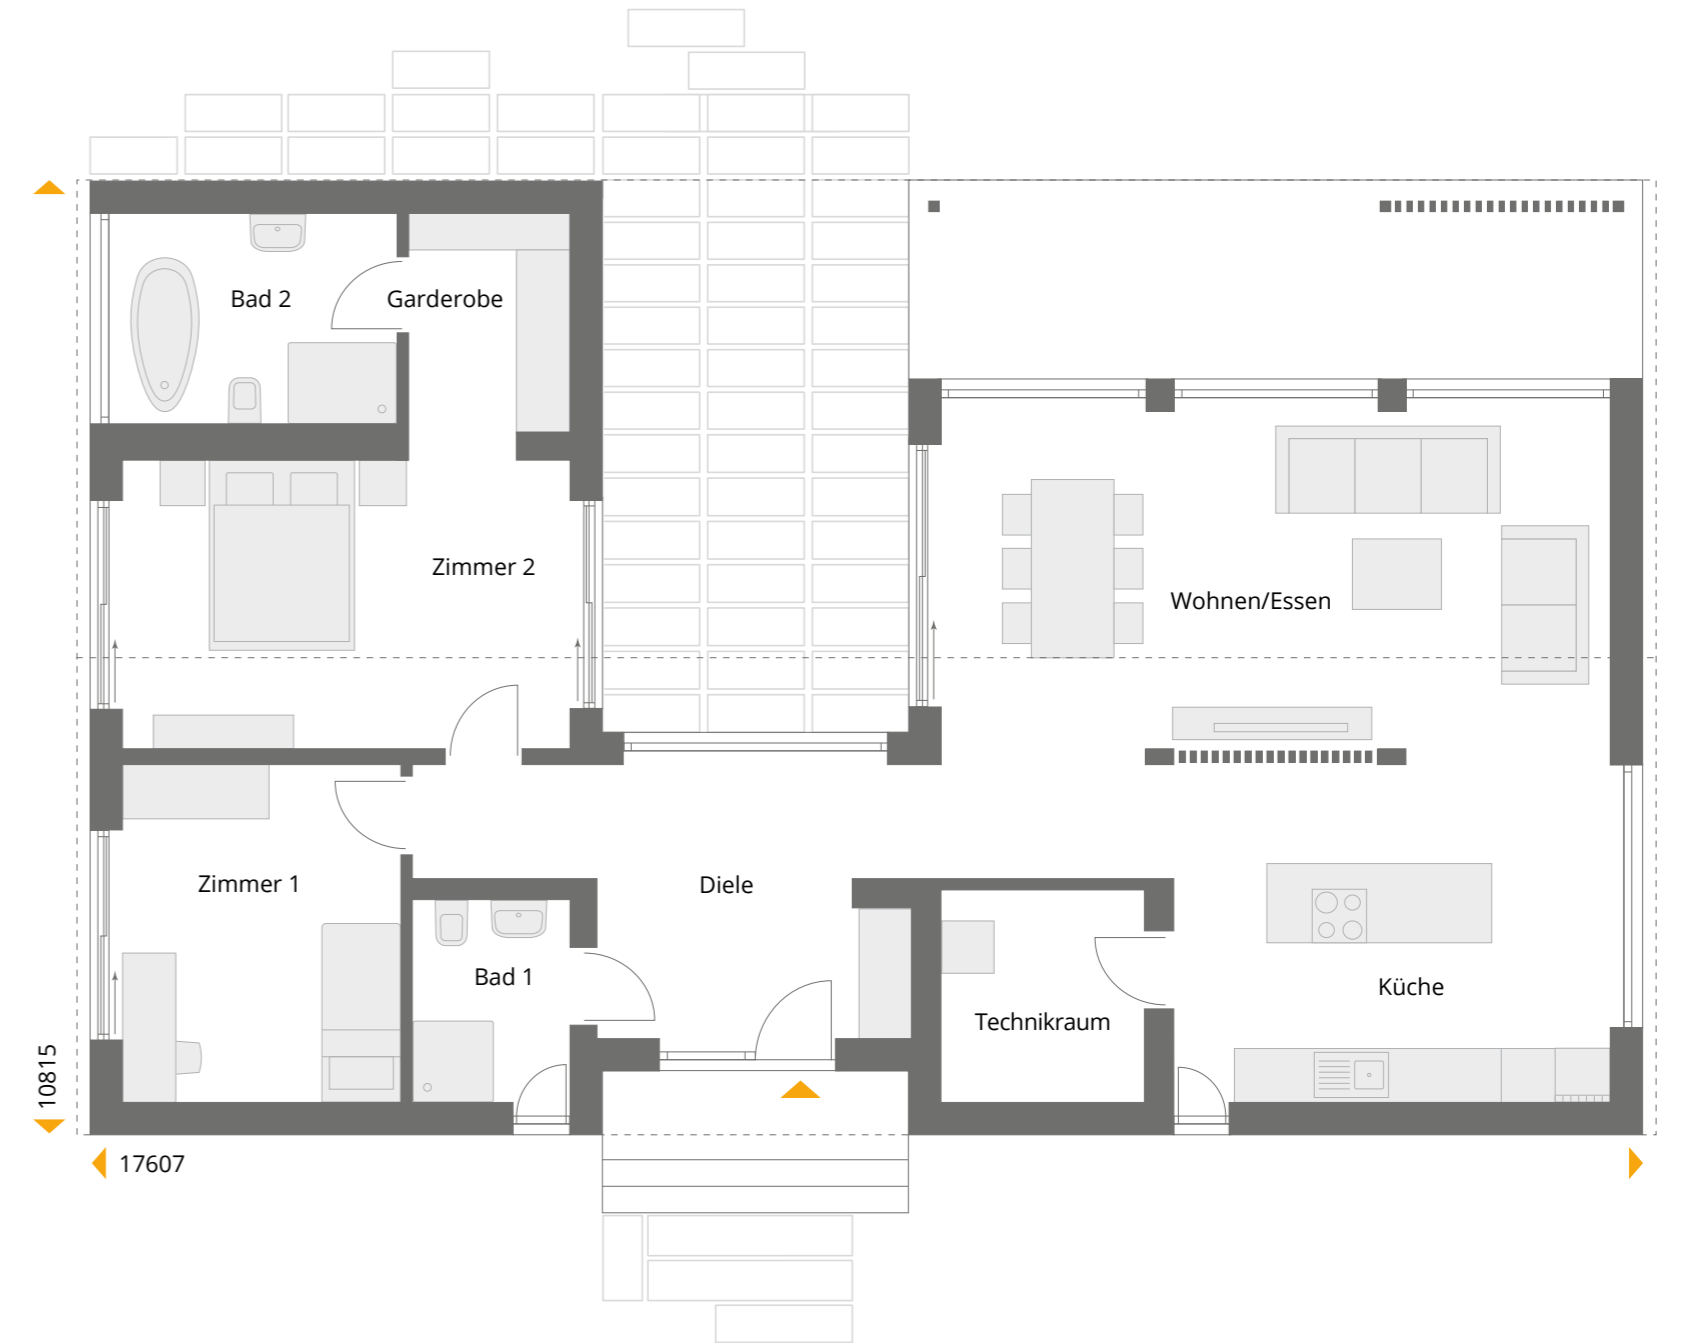 Bad 2
Garderobe
Zimmer 2
Wohnen/Essen
Zimmer 1
Diele
Bad 1
Küche
Technikraum
10815
17607